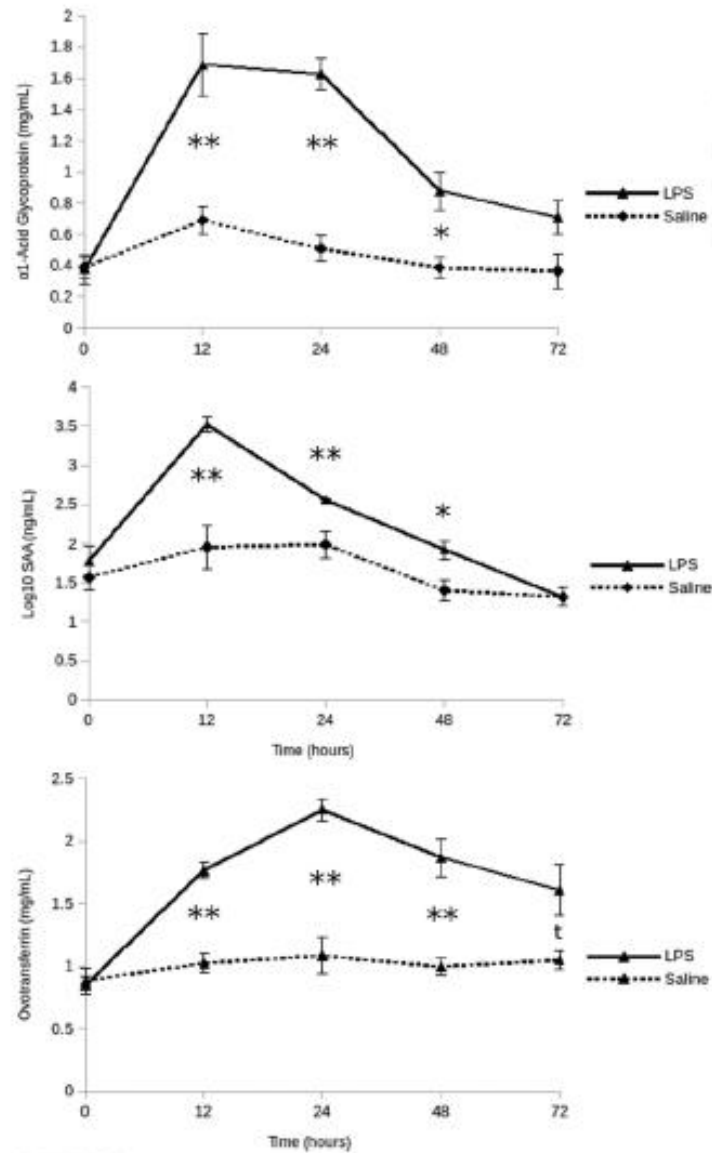 α1-Acid Glycoprotein (mg/mL)
2
1.8
1.6
1.4
1.2
1
0.8
0.6
0.4
0.2
0
** ** *
0 12 24 48 72
LPS
Saline
Log10 SAA (ng/mL)
4
3.5
3
2.5
2
1.5
1
0.5
0
** ** *
0 12 24 48 72
Time (hours)
LPS
Saline
Ovotransferrin (mg/mL)
2.5
2
1.5
1
0.5
0
** ** ** t
0 12 24 48 72
Time (hours)
LPS
Saline